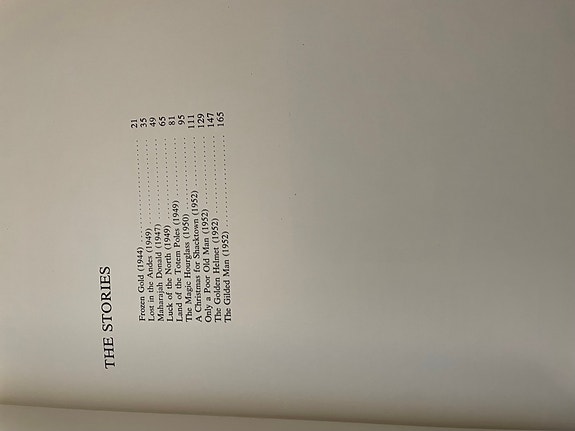 THE STORIES
Frozen Gold (1944) 21
Lost in the Andes (1949) 35
Maharajah Donald (1947) 49
Luck of the North (1949) 65
Land of the Totem Poles (1949) 81
The Magic Hourglass (1950) 95
A Christmas for Shacktown (1952) 111
Only a Poor Old Man (1952) 129
The Golden Helmet (1952) 147
The Gilded Man (1952) 165